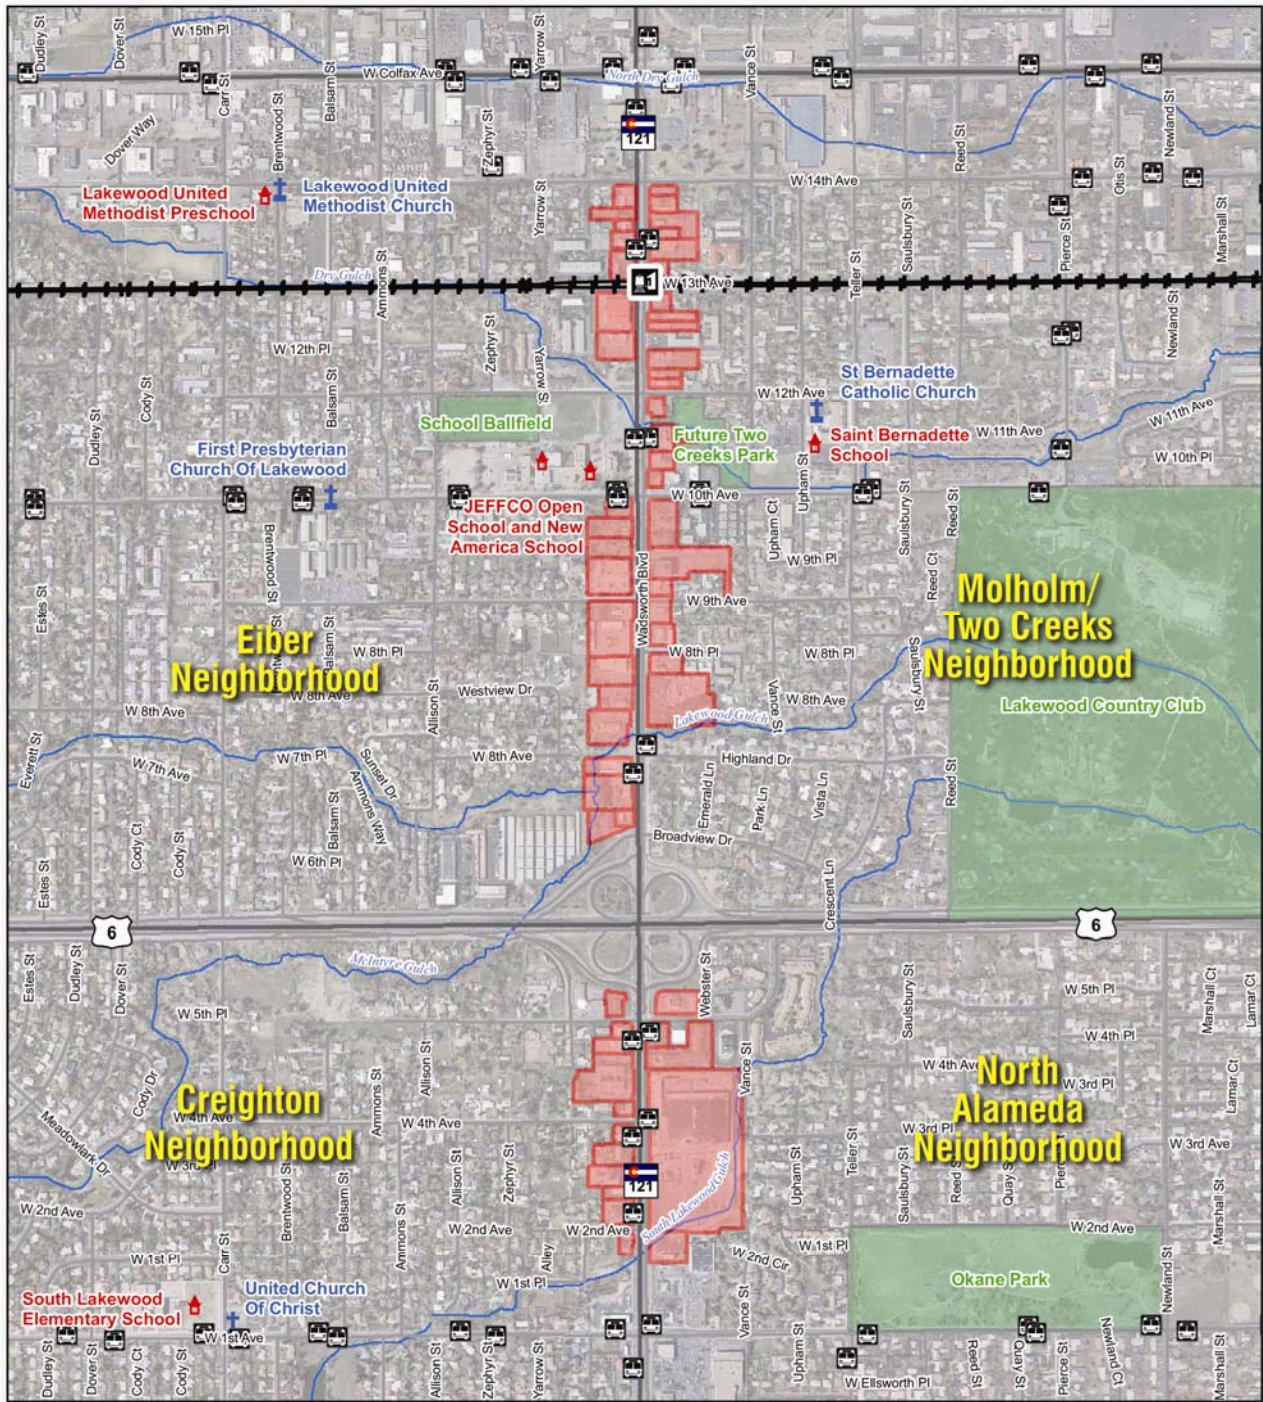 Dudley St
Dover St
W 15th Pl
Yarrow St
Vance St
W Colfax Ave
North Dry Gulch
Carr St
Balsam St
Brentwood St
Dover Way
Zephyr St
121
Reed St
Newland St
W 14th Ave
Otis St
Lakewood United
Methodist Preschool
Lakewood United
Methodist Church
Yarrow St
Saulsbury St
Pierce St
Marshall St
Ammons St
Teller St
Dry Gulch
W 13th Ave
W 12th Pl
Zephyr St
Yarrow St
Newland St
Cody St
Balsam St
Dudley St
St Bernadette
Catholic Church
W 12th Ave
School Ballfield
W 11th Ave
W 11th Ave
First Presbyterian
Church Of Lakewood
Future Two
Creeks Park
Saint Bernadette
School
W 10th Pl
Upham St
W 10th Ave
JEFFCO Open
School and New
America School
Upham Ct
Saulsbury St
Reed St
Brentwood St
W 9th Pl
Reed Ct
Wadsworth Blvd
Estes St
W 9th Ave
Molholm/
Two Creeks
Neighborhood
Eiber
Neighborhood
Balsam St
W 8th Pl
W 8th Pl
W 8th Pl
Saulsbury St
Allison St
Westview Dr
W 8th Ave
W 8th Ave
Vance St
W 8th Ave
Lakewood Country Club
Lakewood Gulch
Everett St
W 7th Ave
W 7th Pl
Sunset Dr
Ammons Way
W 8th Ave
Highland Dr
Reed St
Emerald Ln
Park Ln
Vista Ln
Balsam St
Cody Ct
Cody St
Broadview Dr
W 6th Pl
Estes St
Crescent Ln
6
6
McIntyre Gulch
Estes St
Dudley St
Dover St
Webster St
Saulsbury St
W 5th Pl
Marshall Ct
Lamar Ct
W 5th Pl
W 4th Pl
Allison St
Vance St
W 4th Ave
W 3rd Pl
North
Alameda
Neighborhood
Creighton
Neighborhood
Cody Dr
Ammons St
Lamar Ct
W 4th Ave
W 4th Ave
Meadowlark Dr
W 3rd Pl
W 3rd Pl
W 3rd Ave
Teller St
Upham St
Allison St
Zephyr St
121
Brentwood St
Balsam St
Saulsbury St
Quay St
South Lakewood Gulch
W 2nd Ave
Ammons St
W 2nd Ave
W 2nd Ave
W 2nd Ave
Marshall St
Carr St
W 1st Pl
Alley
W 2nd Cir
W 1st Pl
W 1st Pl
Okane Park
Newland St
South Lakewood
Elementary School
United Church
Of Christ
W 1st Ave
Vance St
Dudley St
Dover St
Cody Ct
Cody St
Allison St
Zephyr St
Yarrow St
Upham St
W Ellsworth Pl
Reed St
Quay St
Pierce St
Newland Ct
Marshall St